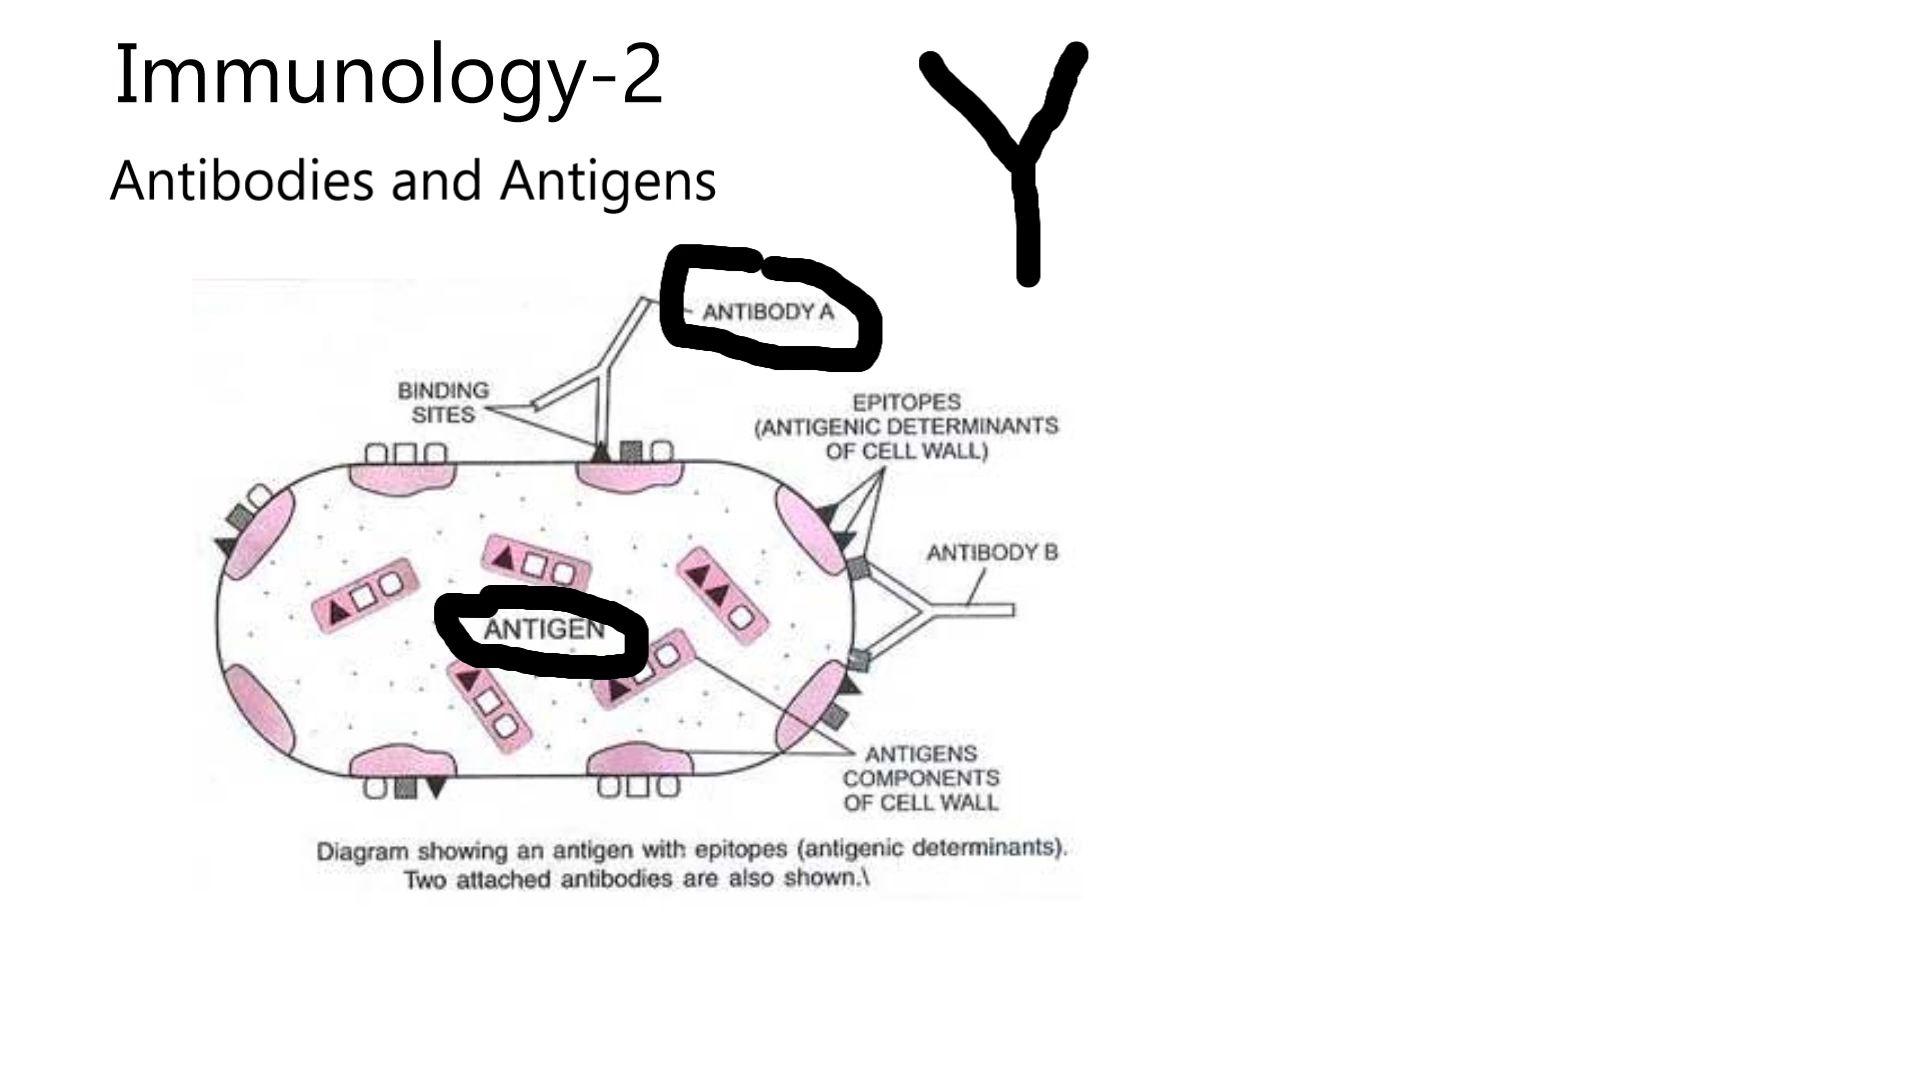 Immunology-2
Antibodies and Antigens
Y
ANTIBODY A
BINDING
SITES
EPITOPES
(ANTIGENIC DETERMINANTS
OF CELL WALL)
ANTIBODY B
ANTIGEN
ANTIGENS
COMPONENTS
OF CELL WALL
Diagram showing an antigen with epitopes (antigenic determinants).
Two attached antibodies are also shown.\